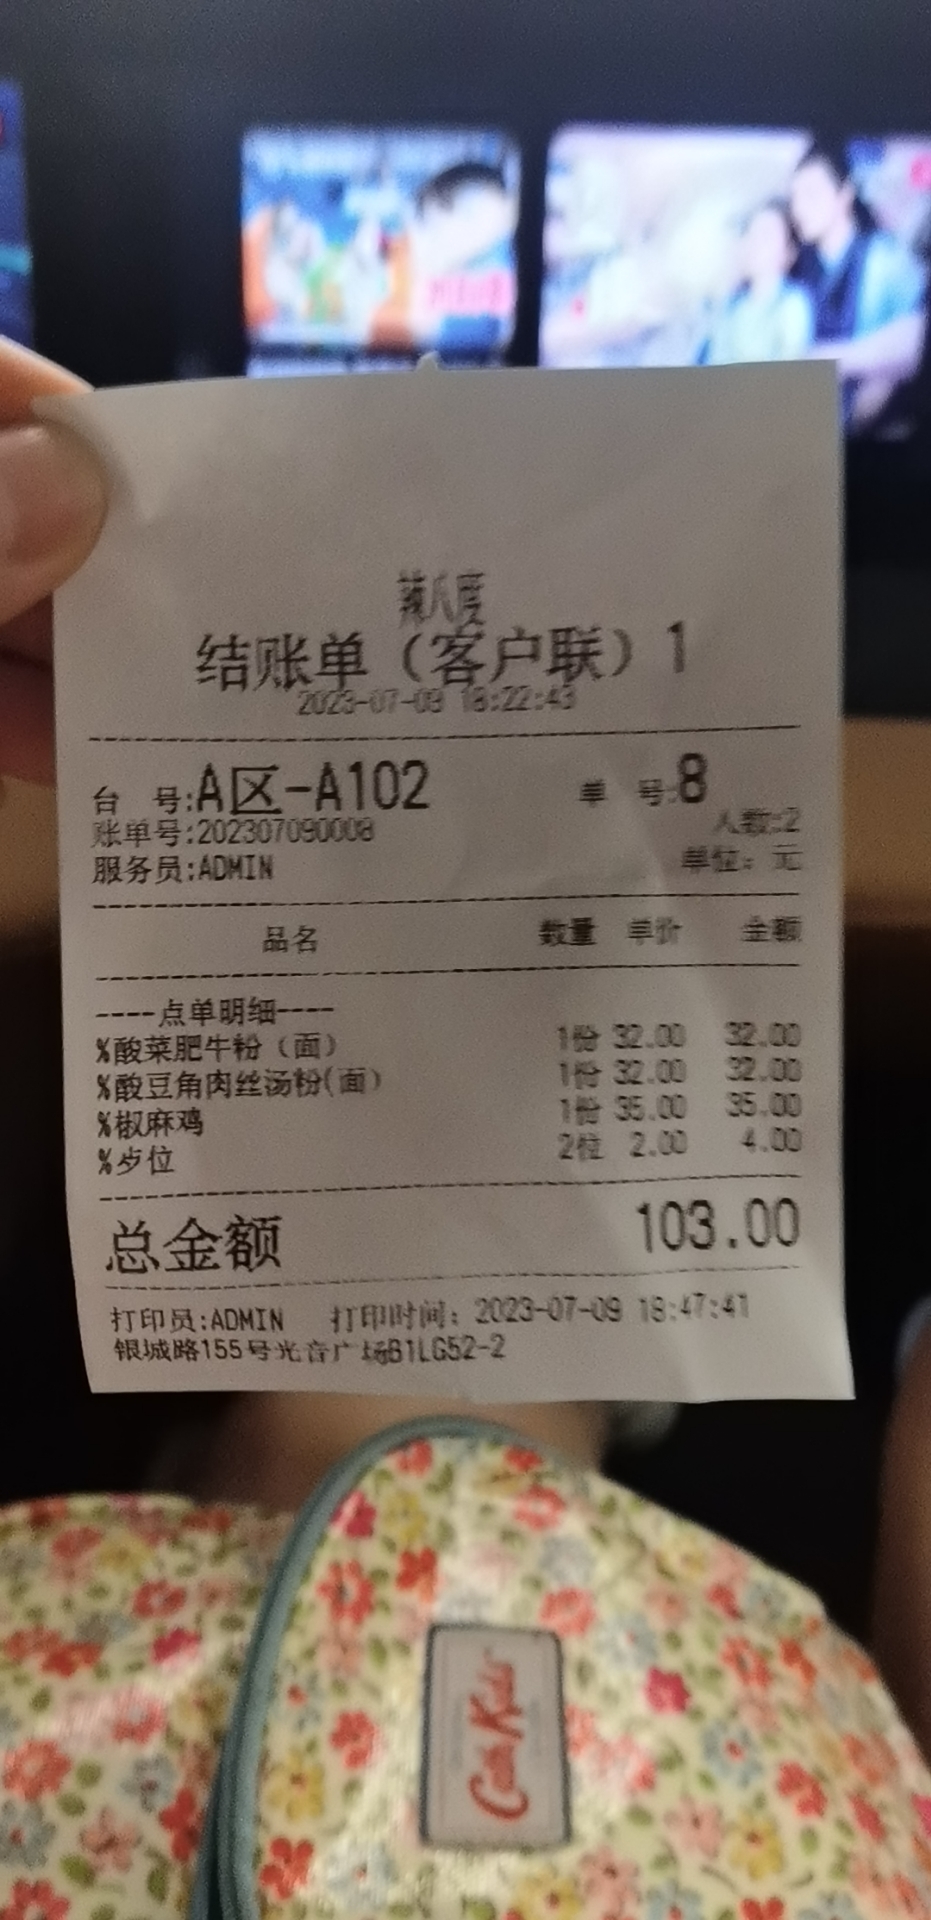 辣八度
结账单（客户联）1
2023-07-09 18:22:43
台 号:A区-A102 单 号:8
账单号:202307090008 人数:2
服务员:ADMIN 单位：元
品名 数量 单价 金额
----点单明细----
%酸菜肥牛粉（面） 1份 32.00 32.00
%酸豆角肉丝汤粉(面) 1份 32.00 32.00
%椒麻鸡 1份 35.00 35.00
%歺位 2位 2.00 4.00
总金额 103.00
打印员:ADMIN 打印时间：2023-07-09 18:47:41
银城路155号光音广场B1LG52-2
Cath Kids